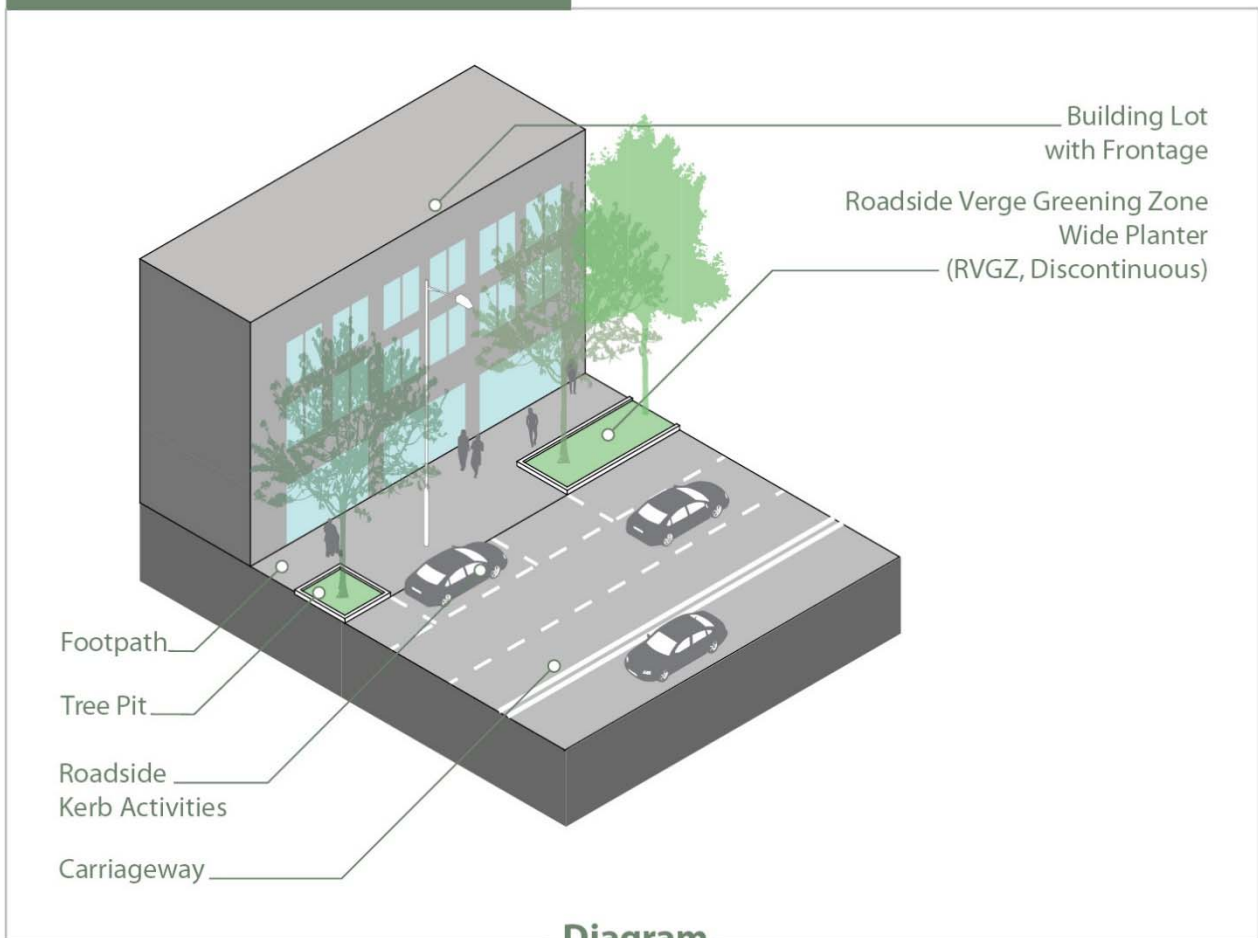 Building Lot
with Frontage
Roadside Verge Greening Zone
Wide Planter
(RVGZ, Discontinuous)
Footpath
Tree Pit
Roadside
Kerb Activities
Carriageway
Diagram